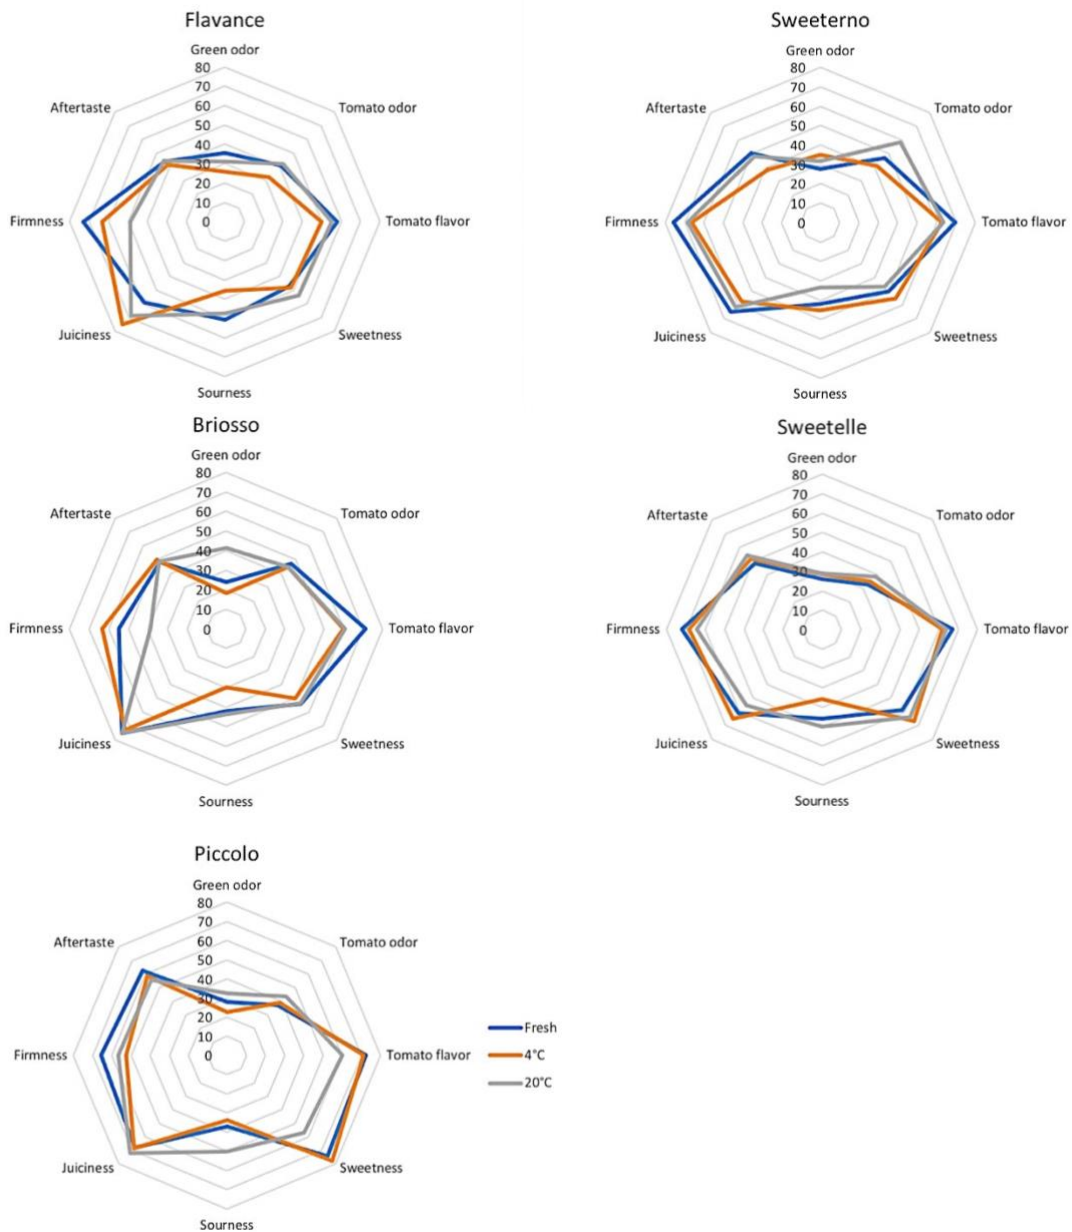 Flavance
Green odor
80
Aftertaste
70
Tomato odor
60
50
40
30
20
10
Firmness
0
Tomato flavor
Juiciness
Sweetness
Sourness
Sweeterno
Green odor
80
Aftertaste
70
Tomato odor
60
50
40
30
20
10
Firmness
0
Tomato flavor
Juiciness
Sweetness
Sourness
Briosso
Green odor
80
Aftertaste
70
Tomato odor
60
50
40
30
20
10
Firmness
0
Tomato flavor
Juiciness
Sweetness
Sourness
Sweetelle
Green odor
80
Aftertaste
70
Tomato odor
60
50
40
30
20
10
Firmness
0
Tomato flavor
Juiciness
Sweetness
Sourness
Piccolo
Green odor
80
Aftertaste
70
Tomato odor
60
50
40
30
20
10
Firmness
0
Tomato flavor
Juiciness
Sweetness
Sourness
Fresh
4°C
20°C